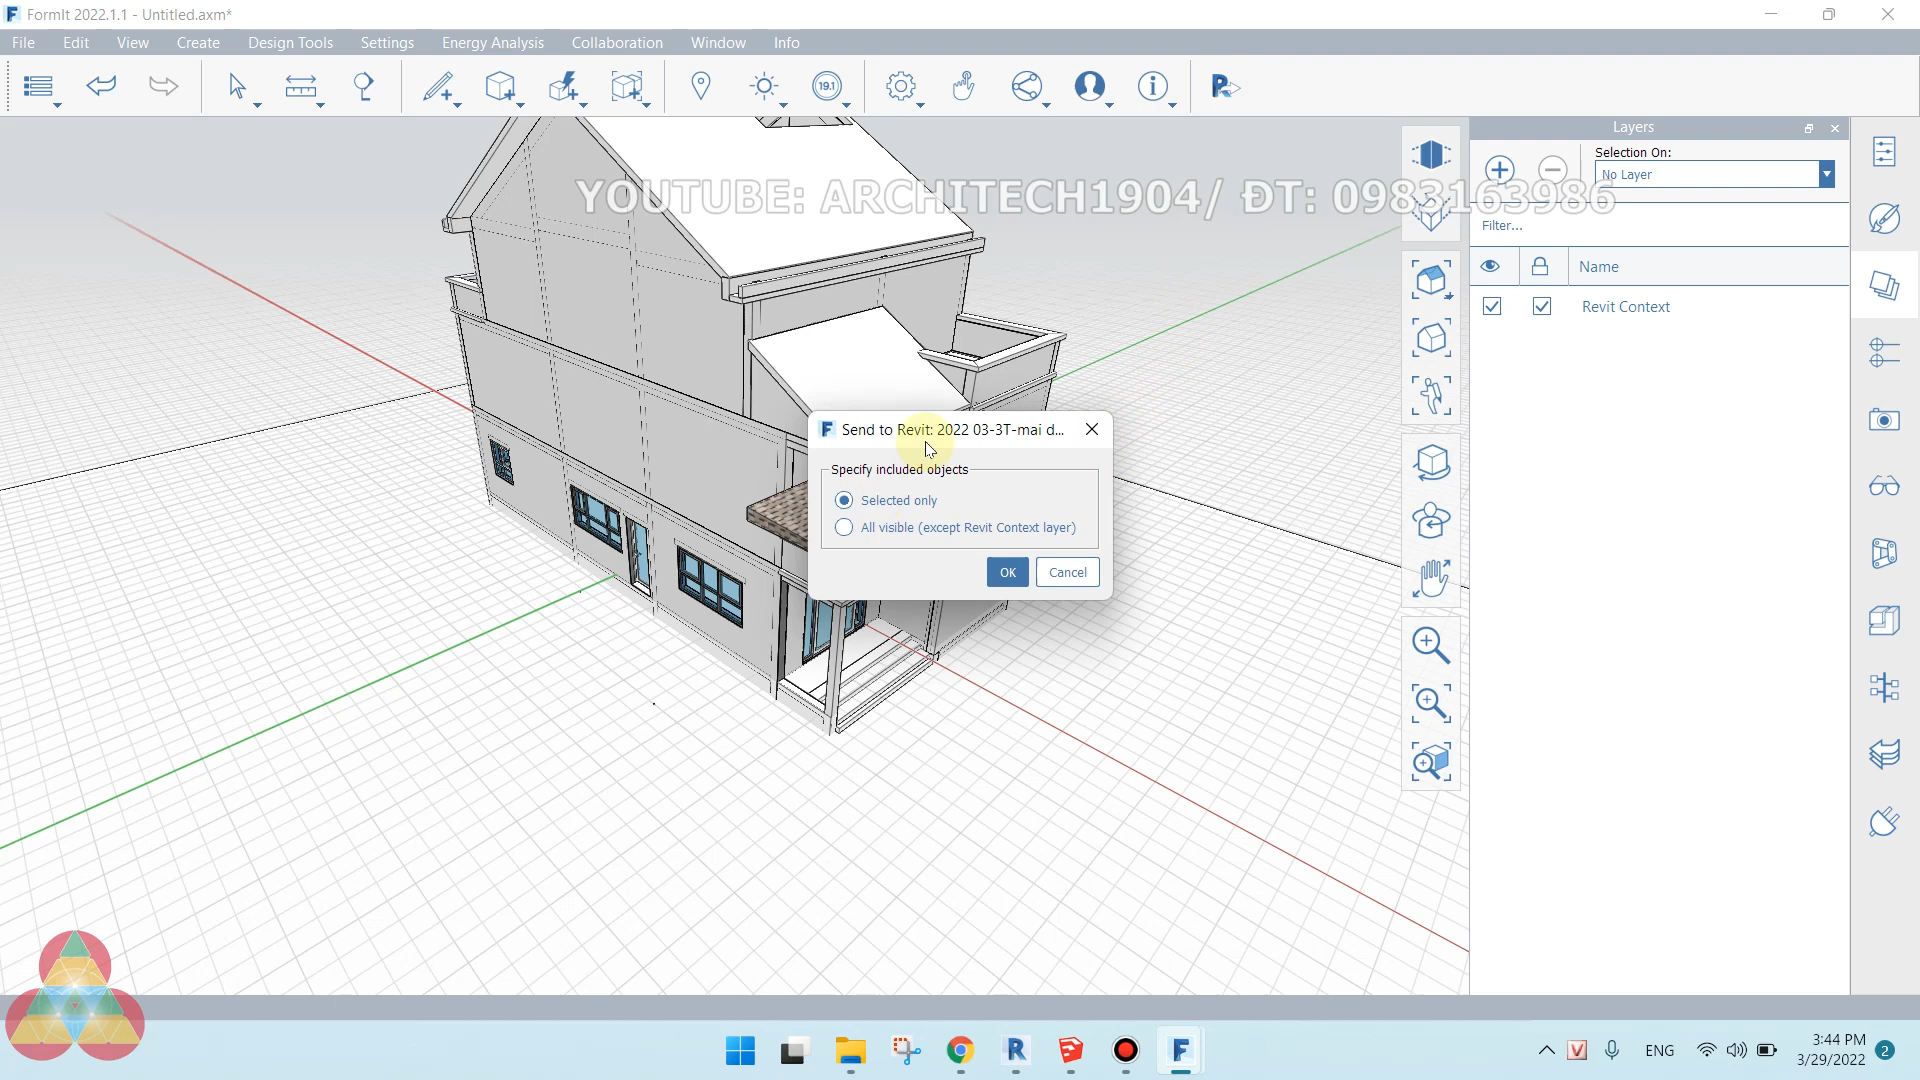 FormIt 2022.1.1 - Untitled.axm*
File Edit View Create Design Tools Settings Energy Analysis Collaboration Window Info
19.1
Layers
Selection On:
No Layer
YOUTUBE: ARCHITECH1904/ ĐT: 0983163986
Filter...
Name
Revit Context
Send to Revit: 2022 03-3T-mai d...
Specify included objects
Selected only
All visible (except Revit Context layer)
OK Cancel
ENG
3:44 PM
3/29/2022
2